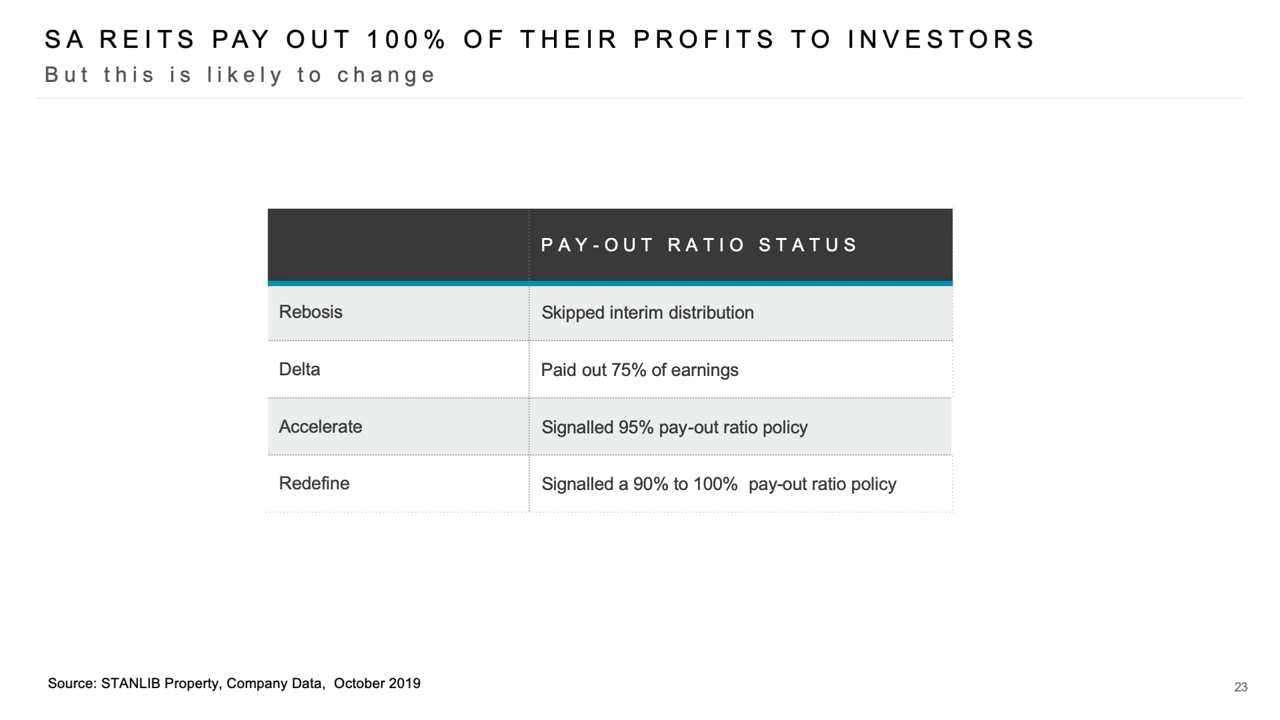 SA REITS PAY OUT 100% OF THEIR PROFITS TO INVESTORS
But this is likely to change
PAY-OUT RATIO STATUS
Rebosis Skipped interim distribution
Delta Paid out 75% of earnings
Accelerate Signalled 95% pay-out ratio policy
Redefine Signalled a 90% to 100%  pay-out ratio policy
Source: STANLIB Property, Company Data,  October 2019
23